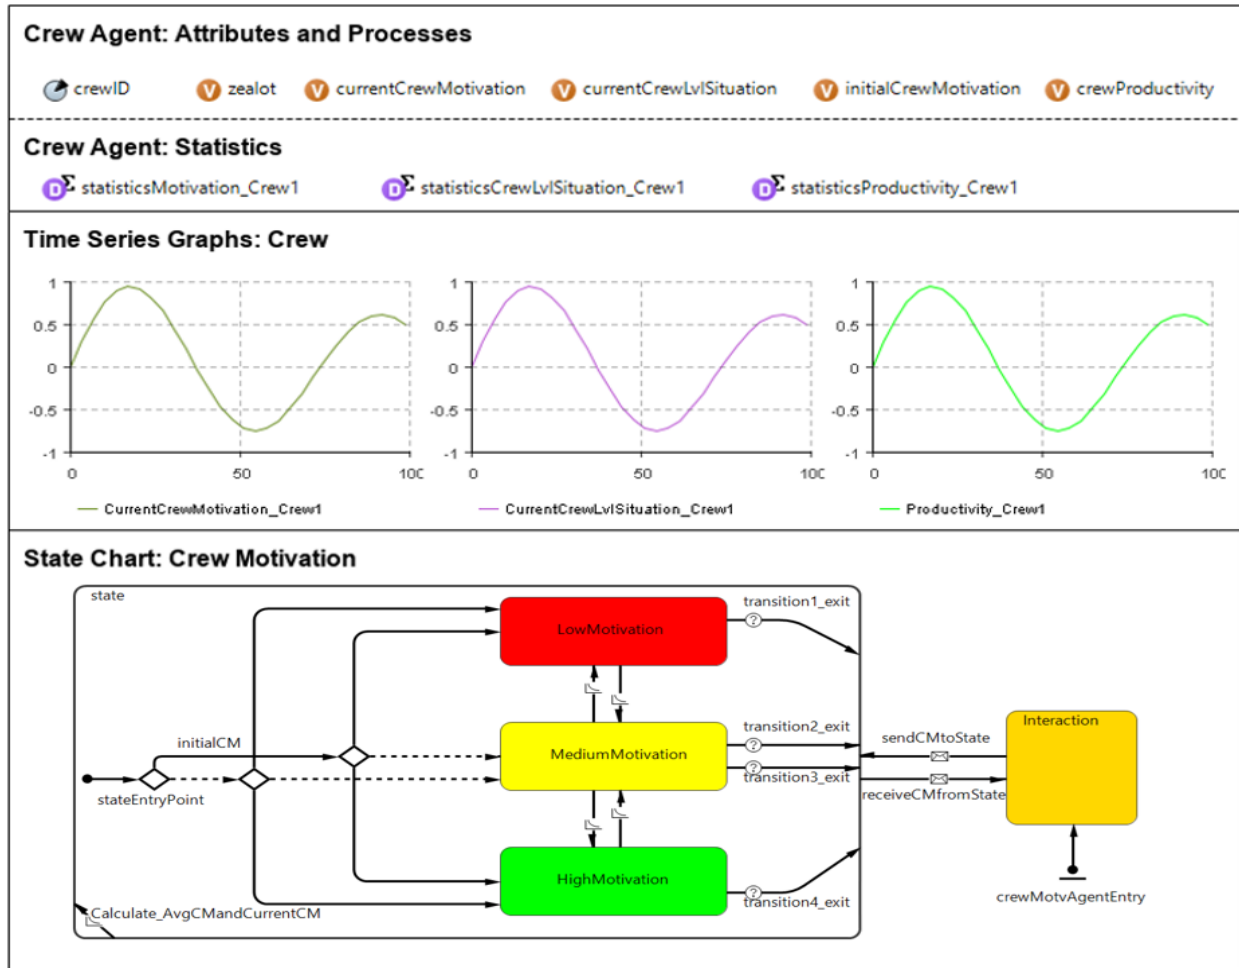 Crew Agent: Attributes and Processes
crewID
V zealot
V currentCrewMotivation
V currentCrewLvlSituation
V initialCrewMotivation
V crewProductivity
Crew Agent: Statistics
D Σ statisticsMotivation_Crew1
D Σ statisticsCrewLvlSituation_Crew1
D Σ statisticsProductivity_Crew1
Time Series Graphs: Crew
1
0.5
0
-0.5
-1
0 50 100
CurrentCrewMotivation_Crew1
1
0.5
0
-0.5
-1
0 50 100
CurrentCrewLvlSituation_Crew1
1
0.5
0
-0.5
-1
0 50 100
Productivity_Crew1
State Chart: Crew Motivation
state
LowMotivation
transition1_exit
?
initialCM
MediumMotivation
transition2_exit
?
?
transition3_exit
stateEntryPoint
HighMotivation
?
transition4_exit
Calculate_AvgCMandCurrentCM
Interaction
sendCMtoState
receiveCMfromState
crewMotvAgentEntry